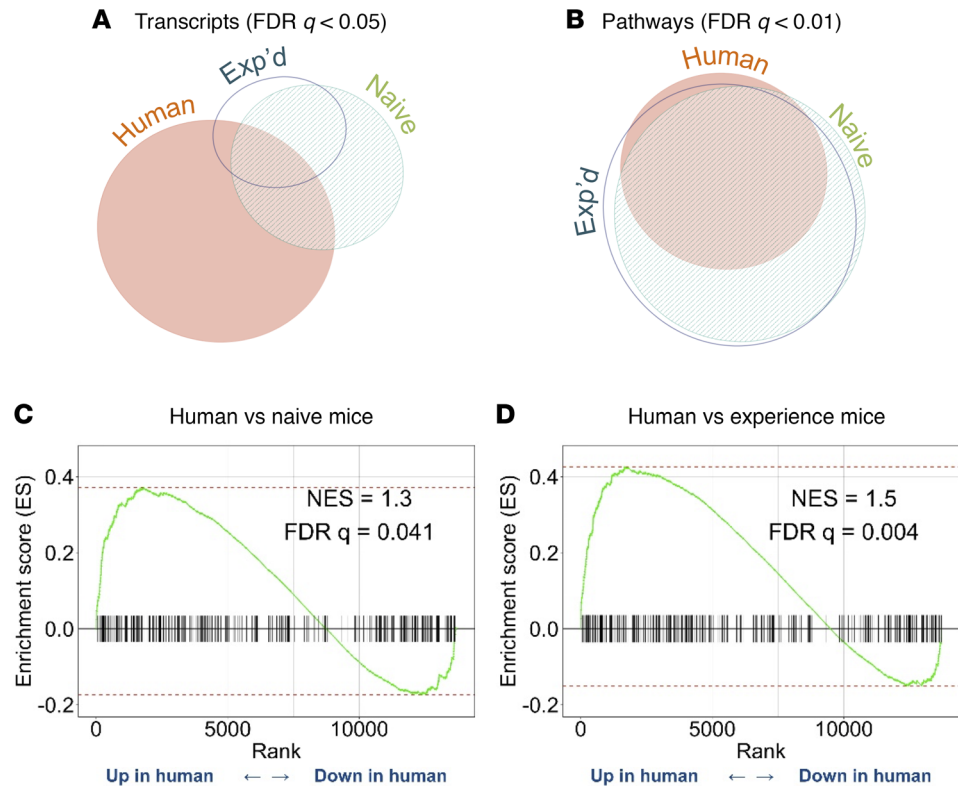 A Transcripts (FDR q < 0.05)
Exp'd
Naive
Human
B Pathways (FDR q < 0.01)
Human
Naive
Exp'd
C Human vs naive mice
Enrichment score (ES)
0.4
0.2
0.0
-0.2
NES = 1.3
FDR q = 0.041
0 5000 10000
Rank
Up in human ← → Down in human
D Human vs experience mice
Enrichment score (ES)
0.4
0.2
0.0
-0.2
NES = 1.5
FDR q = 0.004
0 5000 10000
Rank
Up in human ← → Down in human